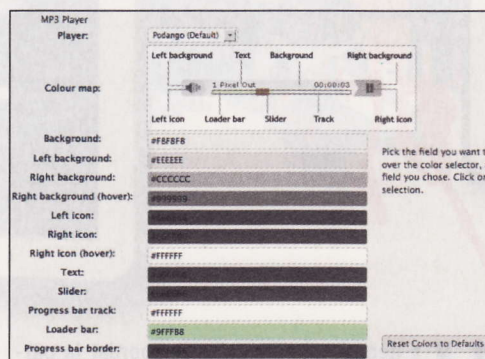 MP3 Player
Player: Podango (Default)
Left background Text Background Right background
Colour map:
1 Pixel Out 00:00:03
Left icon Loader bar Slider Track Right icon
Background: #F8F8F8
Left background: #EEEEEE
Right background: #CCCCCC
Right background (hover): #999999
Left icon:
Right icon:
Right icon (hover): #FFFFFF
Text:
Slider:
Progress bar track: #FFFFFF
Loader bar: #9FFFB8
Progress bar border:
Pick the field you want
over the color selector,
field you chose. Click
selection.
Reset Colors to Defaults